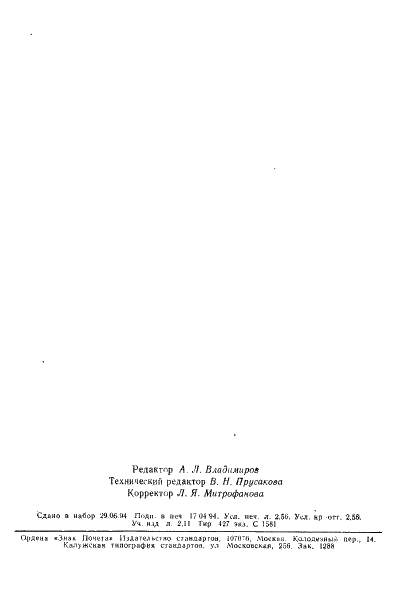 Редактор А. Л. Владимиров
Технический редактор В. Н. Прусакова
Корректор Л. Я. Митрофанова
Сдано в набор 29.06.94 Подп. в печ 17 04 94. Усл. печ. л. 2,56. Усл. кр -отт. 2,56.
Уч. изд л. 2,11 Тир 427 экз. С 1581
Ордена «Знак Почета» Издательство стандартов, 107076, Москва, Колодезный пер., 14.
Калужская типография стандартов, ул Московская, 256. Зак. 1288